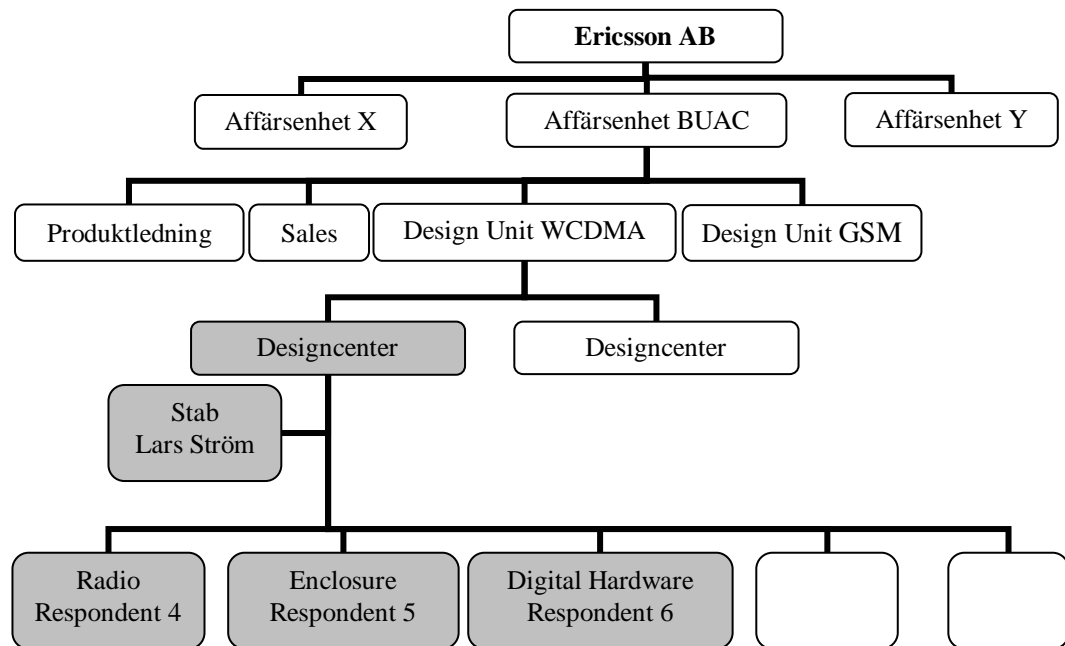 Ericsson AB
Affärsenhet X
Affärsenhet BUAC
Affärsenhet Y
Produktledning
Sales
Design Unit WCDMA
Design Unit GSM
Designcenter
Designcenter
Stab
Lars Ström
Radio
Respondent 4
Enclosure
Respondent 5
Digital Hardware
Respondent 6